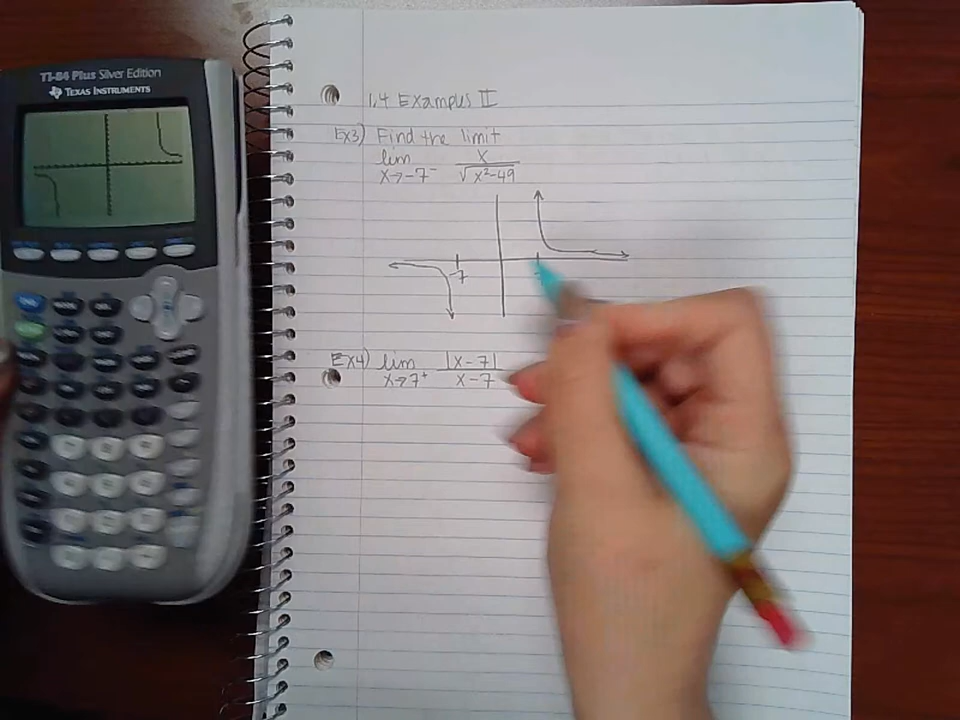 TI-84 Plus Silver Edition
TEXAS INSTRUMENTS
1.4 Exampus II
Ex3) Find the limit
lim x→-7⁻ x/√(x²-49)
-7
Ex4) lim x→7⁺ |x-7|/(x-7)